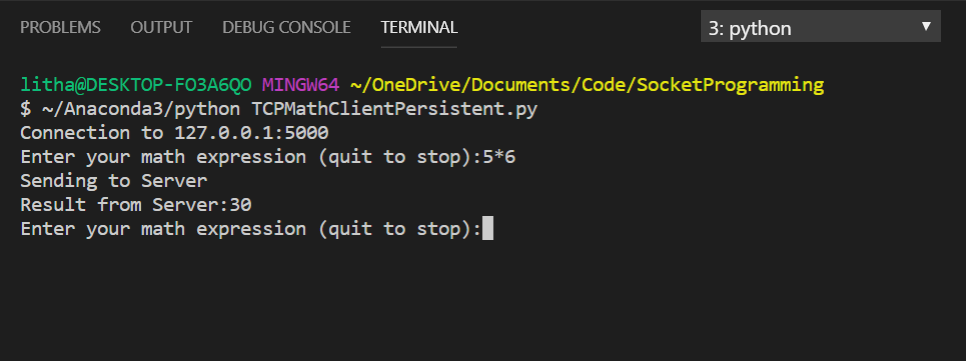 PROBLEMS OUTPUT DEBUG CONSOLE TERMINAL 3: python
litha@DESKTOP-FO3A6QO MINGW64 ~/OneDrive/Documents/Code/SocketProgramming
$ ~/Anaconda3/python TCPMathClientPersistent.py
Connection to 127.0.0.1:5000
Enter your math expression (quit to stop):5*6
Sending to Server
Result from Server:30
Enter your math expression (quit to stop):